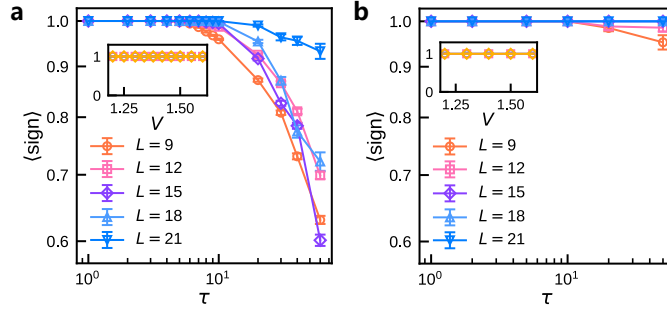 a
1.0
0.9
0.8
0.7
0.6
⟨sign⟩
1
0
1.25
1.50
V
L = 9
L = 12
L = 15
L = 18
L = 21
10⁰
10¹
τ
b
1.0
0.9
0.8
0.7
0.6
⟨sign⟩
1
0
1.25
1.50
V
L = 9
L = 12
L = 15
L = 18
L = 21
10⁰
10¹
τ